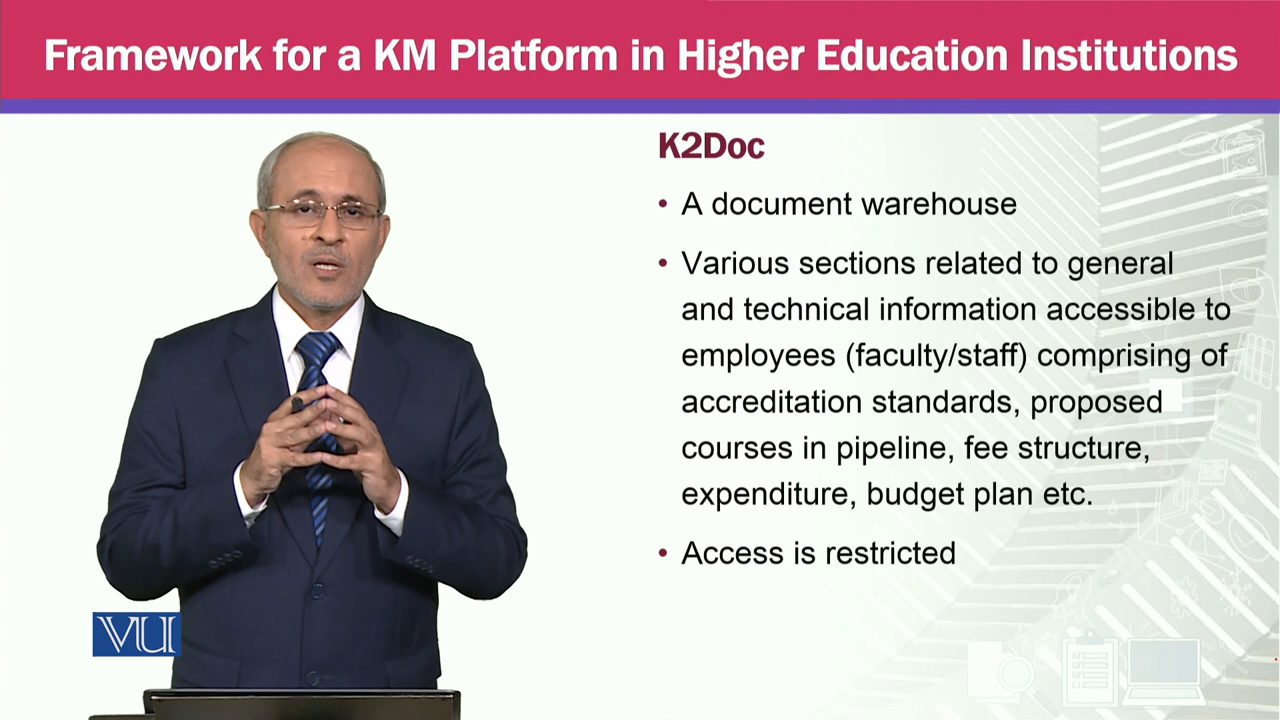 Framework for a KM Platform in Higher Education Institutions
K2Doc
• A document warehouse
• Various sections related to general
and technical information accessible to
employees (faculty/staff) comprising of
accreditation standards, proposed
courses in pipeline, fee structure,
expenditure, budget plan etc.
• Access is restricted
VU